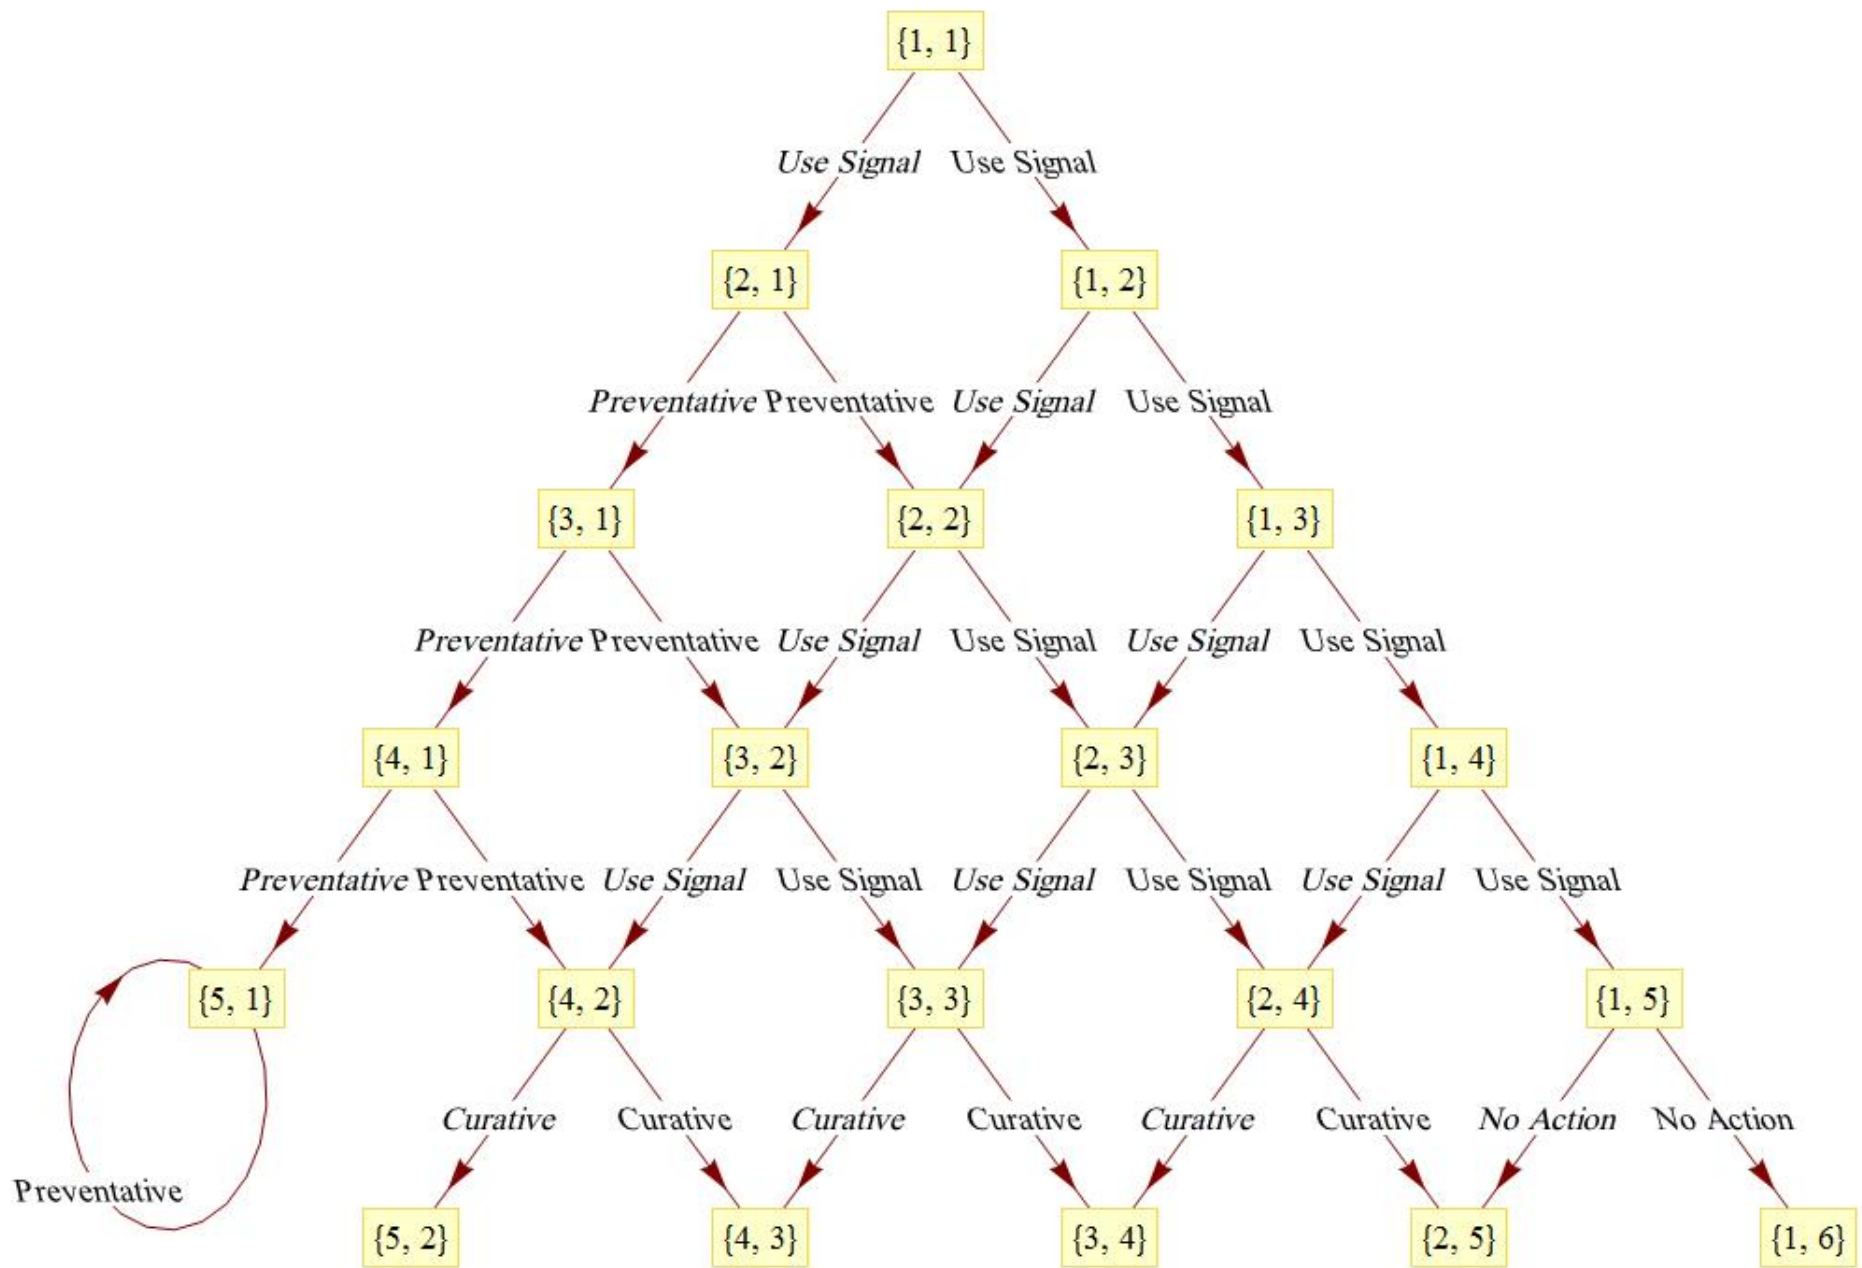 {1, 1}
Use Signal Use Signal
{2, 1} {1, 2}
Preventative Preventative Use Signal Use Signal
{3, 1} {2, 2} {1, 3}
Preventative Preventative Use Signal Use Signal Use Signal Use Signal
{4, 1} {3, 2} {2, 3} {1, 4}
Preventative Preventative Use Signal Use Signal Use Signal Use Signal Use Signal Use Signal
{5, 1} {4, 2} {3, 3} {2, 4} {1, 5}
Curative Curative Curative Curative Curative Curative No Action No Action
Preventative
{5, 2} {4, 3} {3, 4} {2, 5} {1, 6}